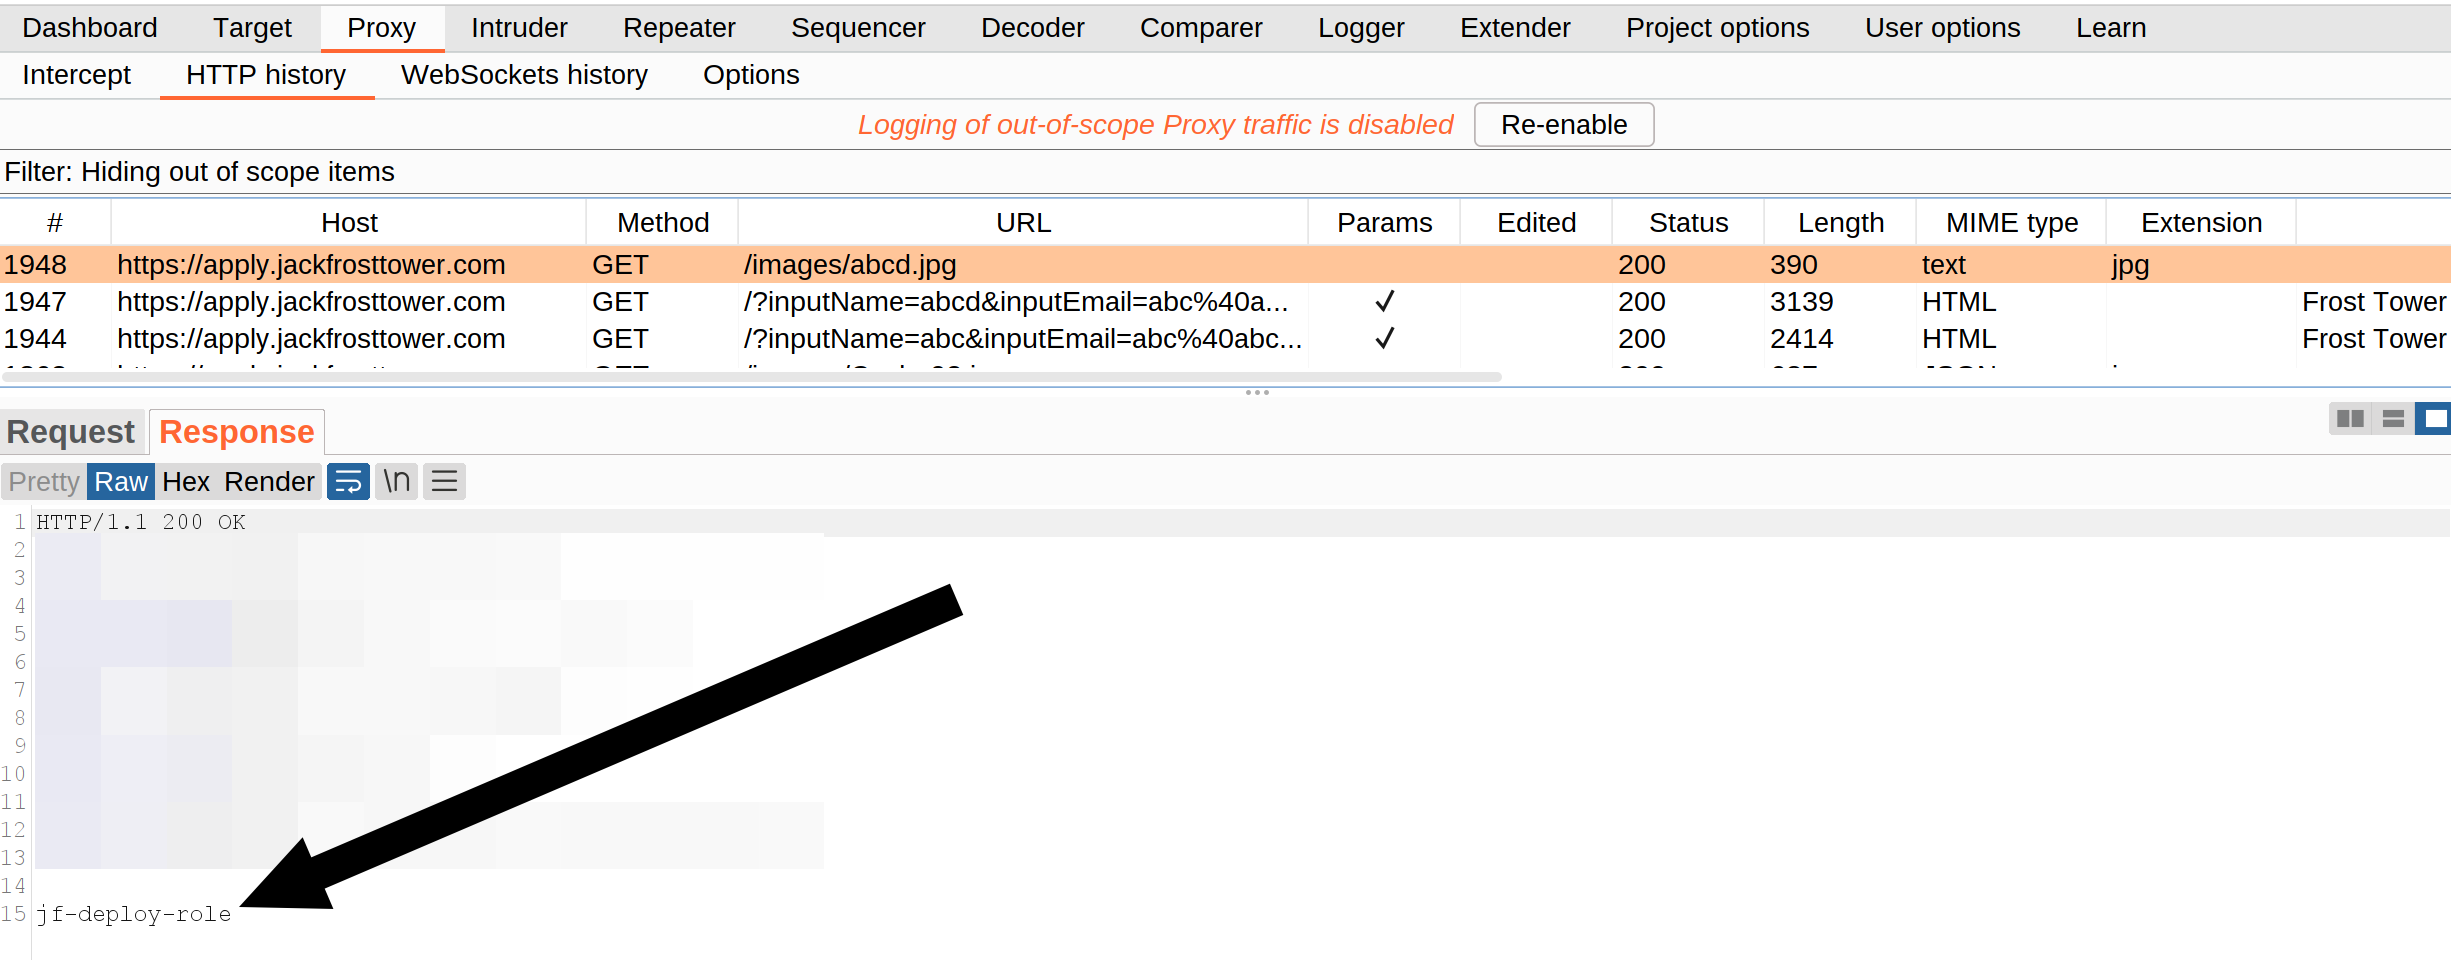 Dashboard Target Proxy Intruder Repeater Sequencer Decoder Comparer Logger Extender Project options User options Learn
Intercept HTTP history WebSockets history Options
Logging of out-of-scope Proxy traffic is disabled Re-enable
Filter: Hiding out of scope items
# Host Method URL Params Edited Status Length MIME type Extension
1948 https://apply.jackfrosttower.com GET /images/abcd.jpg 200 390 text jpg
1947 https://apply.jackfrosttower.com GET /?inputName=abcd&inputEmail=abc%40a... ✓ 200 3139 HTML Frost Tower
1944 https://apply.jackfrosttower.com GET /?inputName=abc&inputEmail=abc%40abc... ✓ 200 2414 HTML Frost Tower
Request Response
Pretty Raw Hex Render \n
1 HTTP/1.1 200 OK
2
3
4
5
6
7
8
9
10
11
12
13
14
15 jf-deploy-role